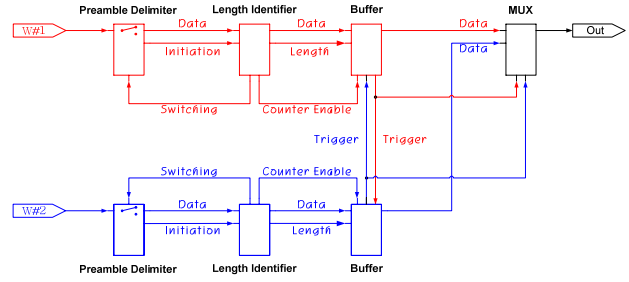 Preamble Delimiter Length Identifier Buffer MUX
W#1 Data Data Data Out
Initiation Length Data
Switching Counter Enable
Trigger Trigger
Switching Counter Enable
W#2 Data Data
Initiation Length
Preamble Delimiter Length Identifier Buffer